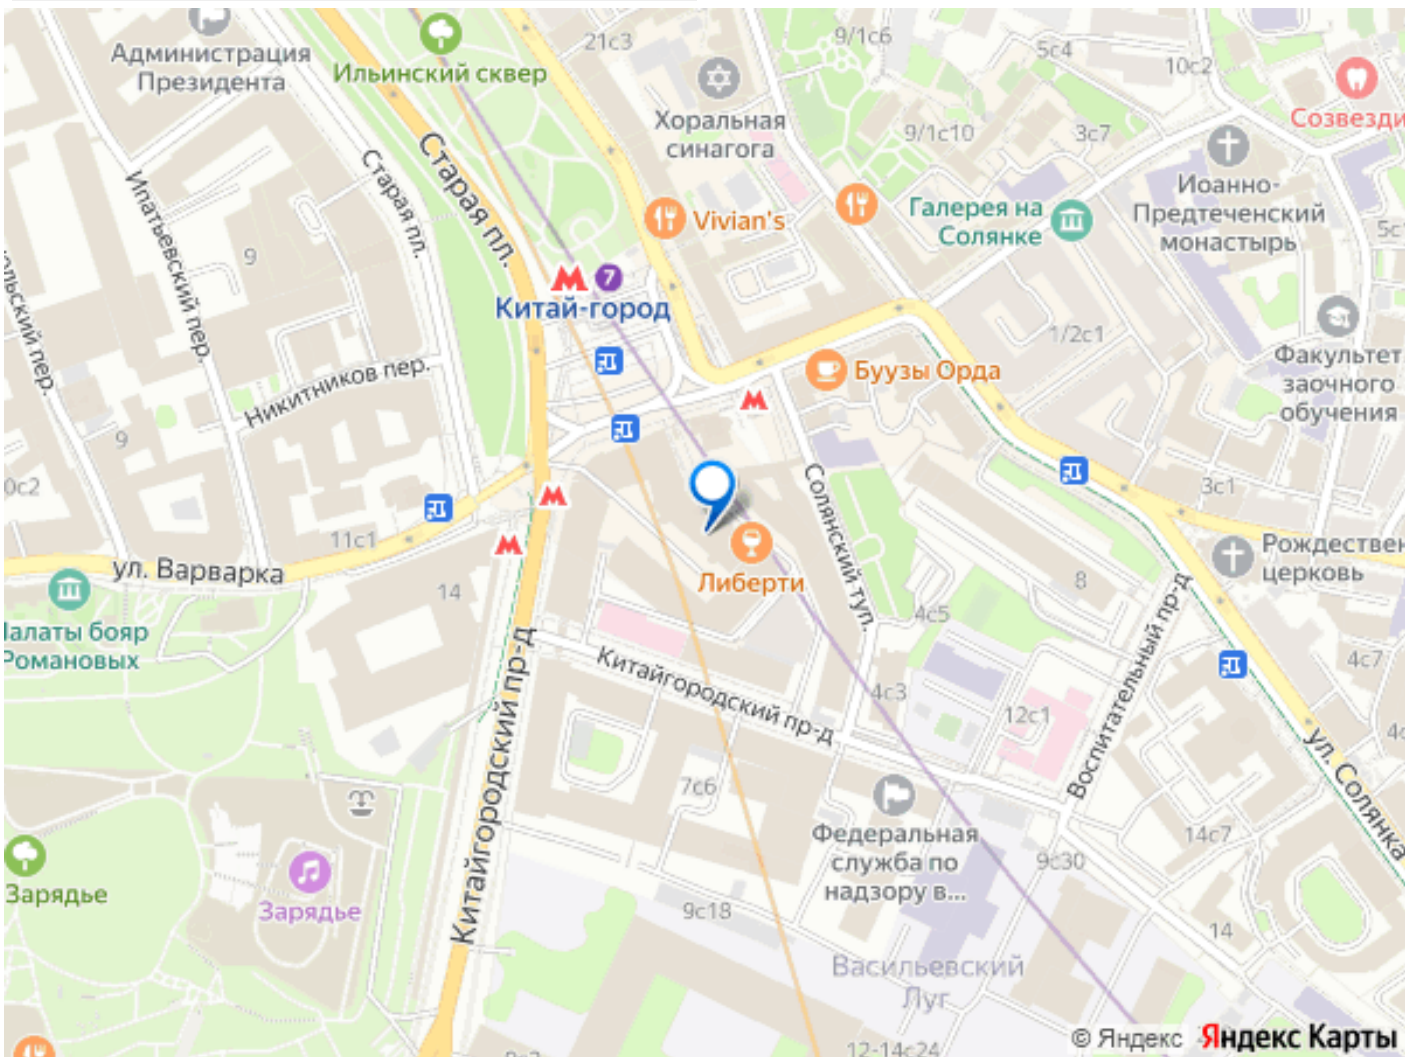 Администрация
Президента
Ильинский сквер
21с3
9/1с6
5с4
10с2
Созвезди
Хоральная
синагога
9/1с10
3с7
Иоанно-
Предтеченский
монастырь
Старая пл.
Старая пл.
Ипатьевский пер.
9
Vivian's
Галерея на
Солянке
5с1
ольский пер.
7
Китай-город
1/2с1
Факультет
заочного
обучения
Никитников пер.
Буузы Орда
9
0с2
11с1
Солянский туп.
3с1
ул. Варварка
14
Либерти
8
Рождествен
церковь
Палаты бояр
Романовых
4с5
Воспитательный пр-д
Китайгородский пр-д
Китайгородский пр-д
4с3
12с1
4с7
ул. Солянка
7с6
Федеральная
служба по
надзору в...
14с7
9с30
Зарядье
Зарядье
9с18
14
Васильевский
Луг
12-14с24
© Яндекс Яндекс Карты